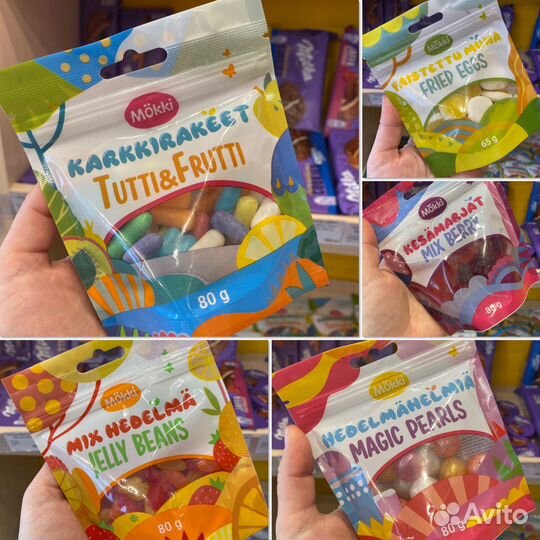 Mökki
KARKKIRAKEET
TUTTI&FRUTTI
80 g
Mökki
PAISTETTU MUNA
FRIED EGGS
65 g
Mökki
KESÄMARJAT
MIX BERRY
80 g
Mökki
MIX HEDELMÄ
JELLY BEANS
80 g
Mökki
HEDELMÄHELMIÄ
MAGIC PEARLS
80 g
Milka
Avito